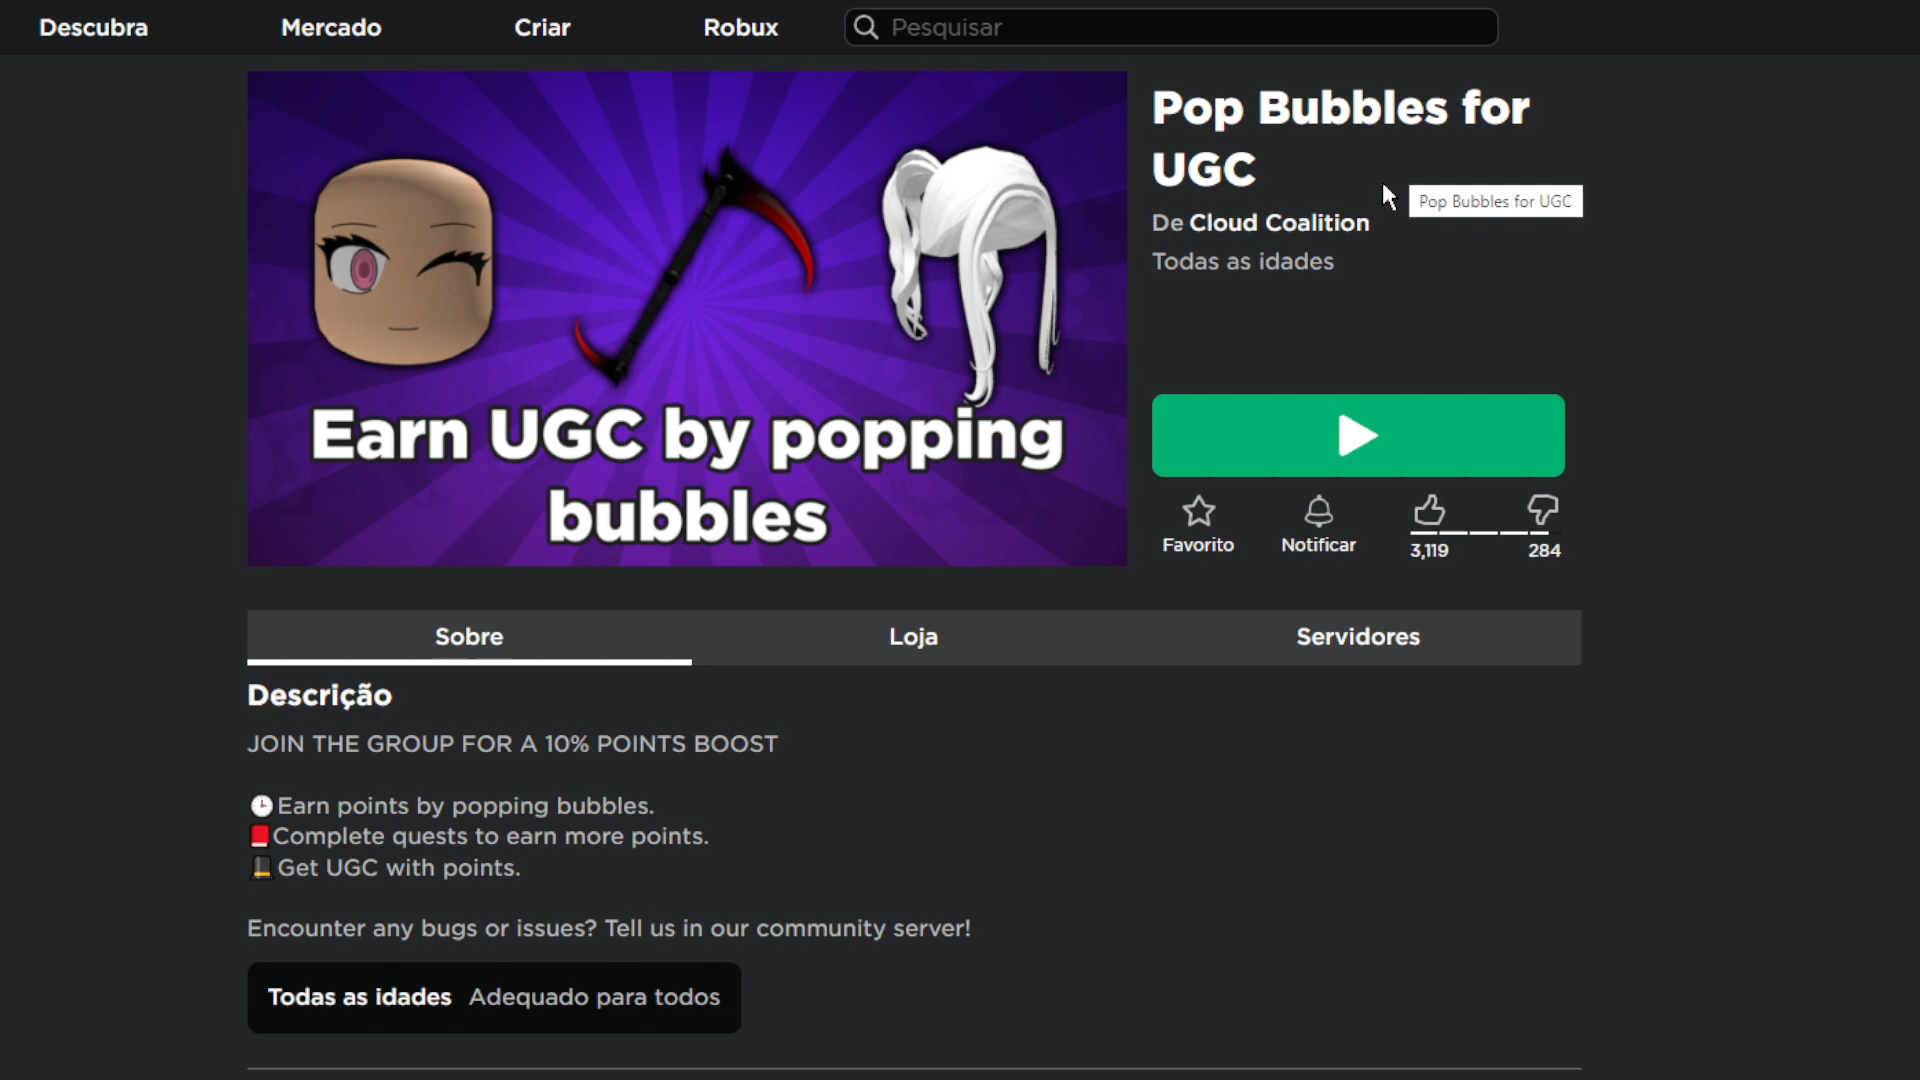 Descubra
Mercado
Criar
Robux
Pesquisar
Earn UGC by popping
bubbles
Pop Bubbles for
UGC
Pop Bubbles for UGC
De Cloud Coalition
Todas as idades
Favorito
Notificar
3,119
284
Sobre
Loja
Servidores
Descrição
JOIN THE GROUP FOR A 10% POINTS BOOST
🕒Earn points by popping bubbles.
📕Complete quests to earn more points.
🎩Get UGC with points.
Encounter any bugs or issues? Tell us in our community server!
Todas as idades Adequado para todos